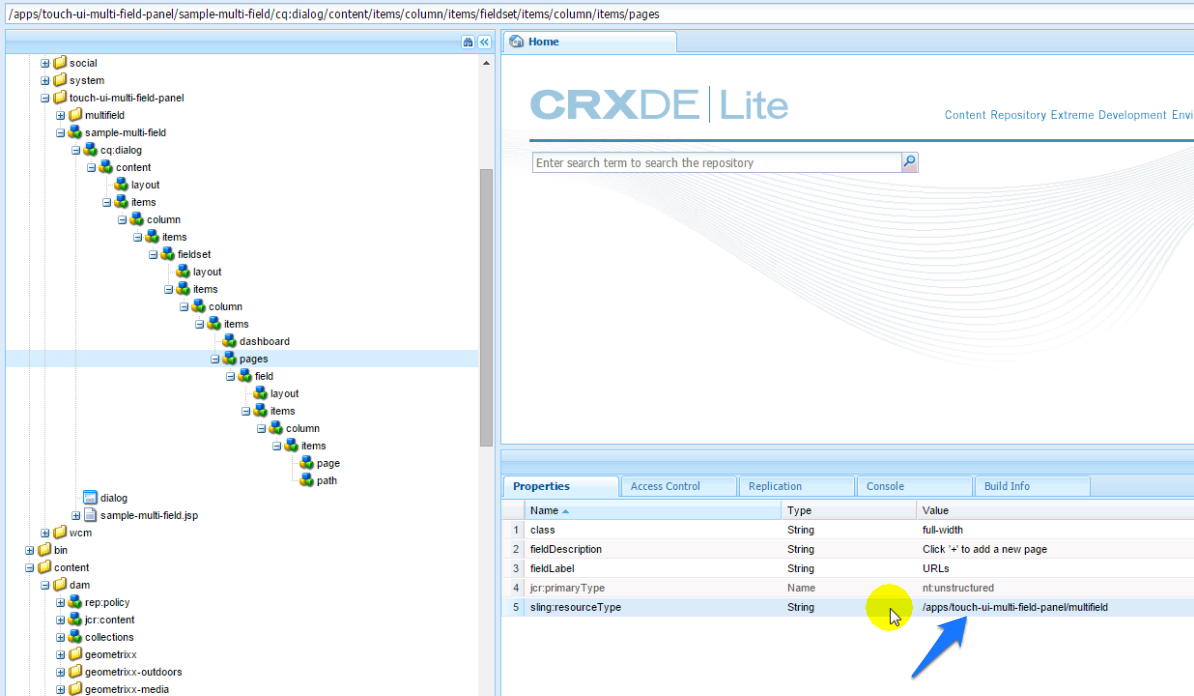 /apps/touch-ui-multi-field-panel/sample-multi-field/cq:dialog/content/items/column/items/fieldset/items/column/items/pages
social
system
touch-ui-multi-field-panel
multifield
sample-multi-field
cq:dialog
content
layout
items
column
items
fieldset
layout
items
column
items
dashboard
pages
field
layout
items
column
items
page
path
dialog
sample-multi-field.jsp
wcm
bin
content
dam
rep:policy
jcr:content
collections
geometrixx
geometrixx-outdoors
geometrixx-media
Home
CRXDE Lite
Content Repository Extreme Development Envi
Enter search term to search the repository
Properties Access Control Replication Console Build Info
Name Type Value
1 class String full-width
2 fieldDescription String Click '+' to add a new page
3 fieldLabel String URLs
4 jcr:primaryType Name nt:unstructured
5 sling:resourceType String /apps/touch-ui-multi-field-panel/multifield